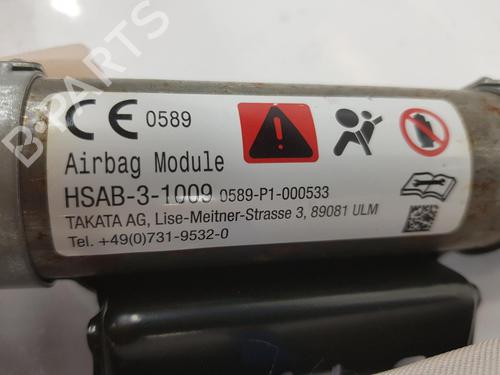 CE 0589
Airbag Module
HSAB-3-1009 0589-P1-000533
TAKATA AG, Lise-Meitner-Strasse 3, 89081 ULM
Tel. +49(0)731-9532-0
B-PARTS